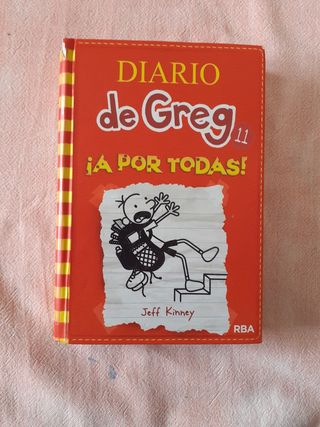 DIARIO
de Greg 11
¡A POR TODAS!
Jeff Kinney
RBA